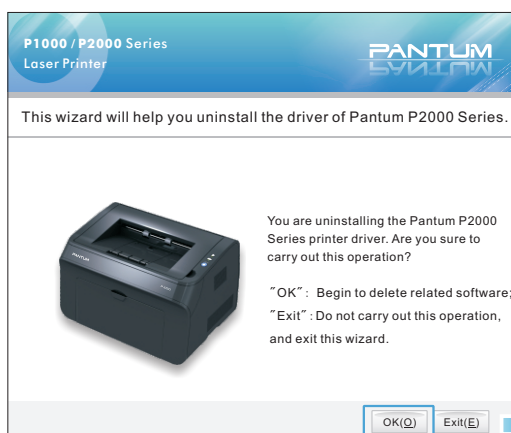 P1000 / P2000 Series
Laser Printer
PANTUM
This wizard will help you uninstall the driver of Pantum P2000 Series.
PANTUM
You are uninstalling the Pantum P2000
Series printer driver. Are you sure to
carry out this operation?
"OK" : Begin to delete related software;
"Exit" : Do not carry out this operation,
and exit this wizard.
OK(O) Exit(E)